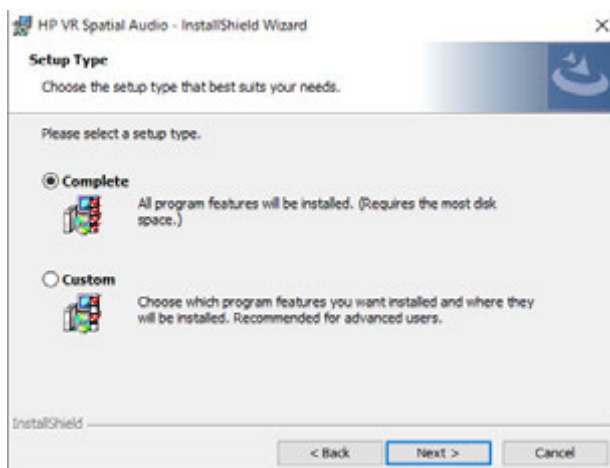 HP VR Spatial Audio - InstallShield Wizard
Setup Type
Choose the setup type that best suits your needs.
Please select a setup type.
Complete
All program features will be installed. (Requires the most disk
space.)
Custom
Choose which program features you want installed and where they
will be installed. Recommended for advanced users.
InstallShield
< Back Next > Cancel